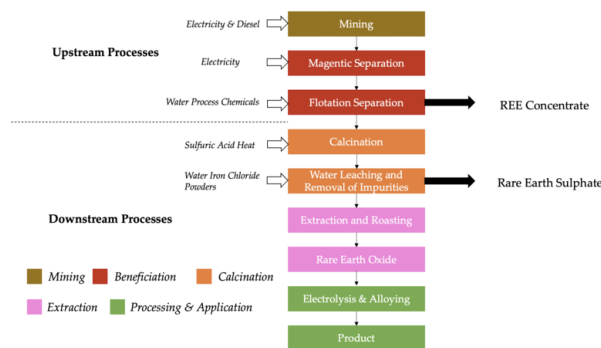 Electricity & Diesel
Mining
Upstream Processes
Electricity
Magentic Separation
Water Process Chemicals
Flotation Separation
REE Concentrate
Sulfuric Acid Heat
Calcination
Water Iron Chloride
Powders
Water Leaching and
Removal of Impurities
Rare Earth Sulphate
Downstream Processes
Extraction and Roasting
Rare Earth Oxide
Mining
Beneficiation
Calcination
Electrolysis & Alloying
Extraction
Processing & Application
Product